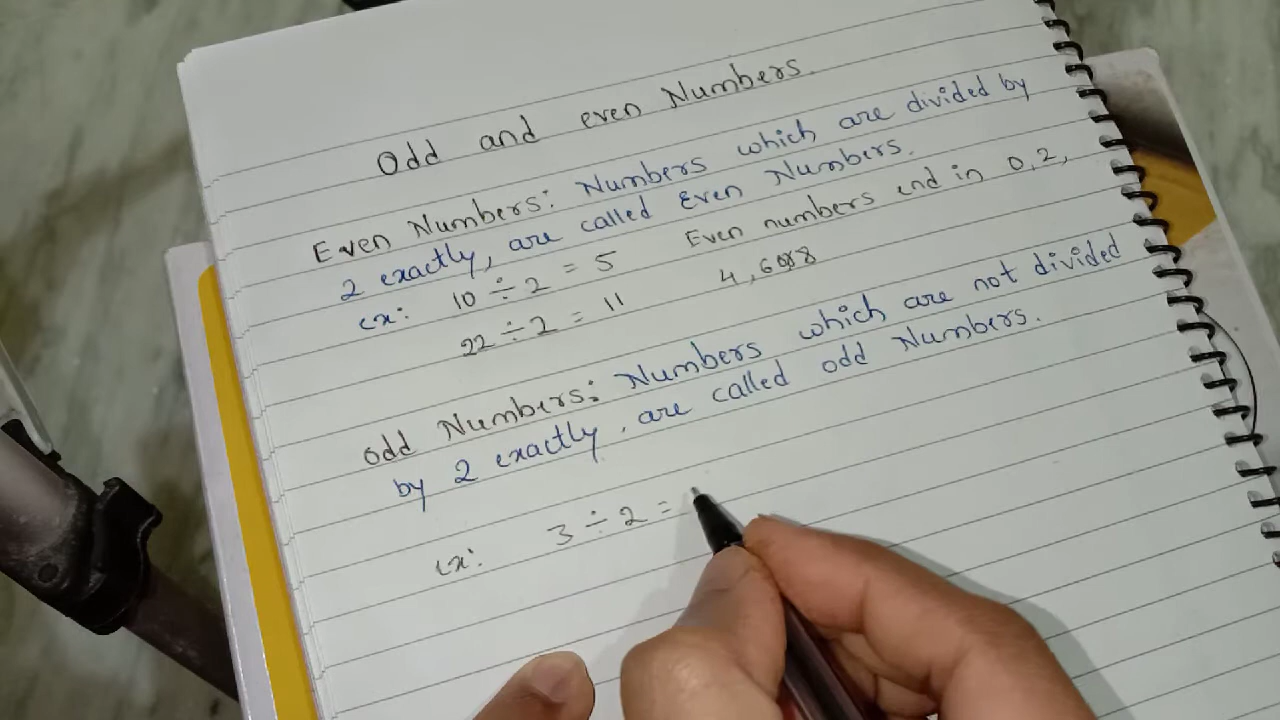 Odd and even Numbers.
Even Numbers: Numbers which are divided by
2 exactly, are called Even Numbers.
ex: 10 ÷ 2 = 5 Even numbers end in 0, 2,
22 ÷ 2 = 11 4, 6 or 8
odd Numbers: Numbers which are not divided
by 2 exactly, are called odd Numbers.
ex: 3 ÷ 2 =